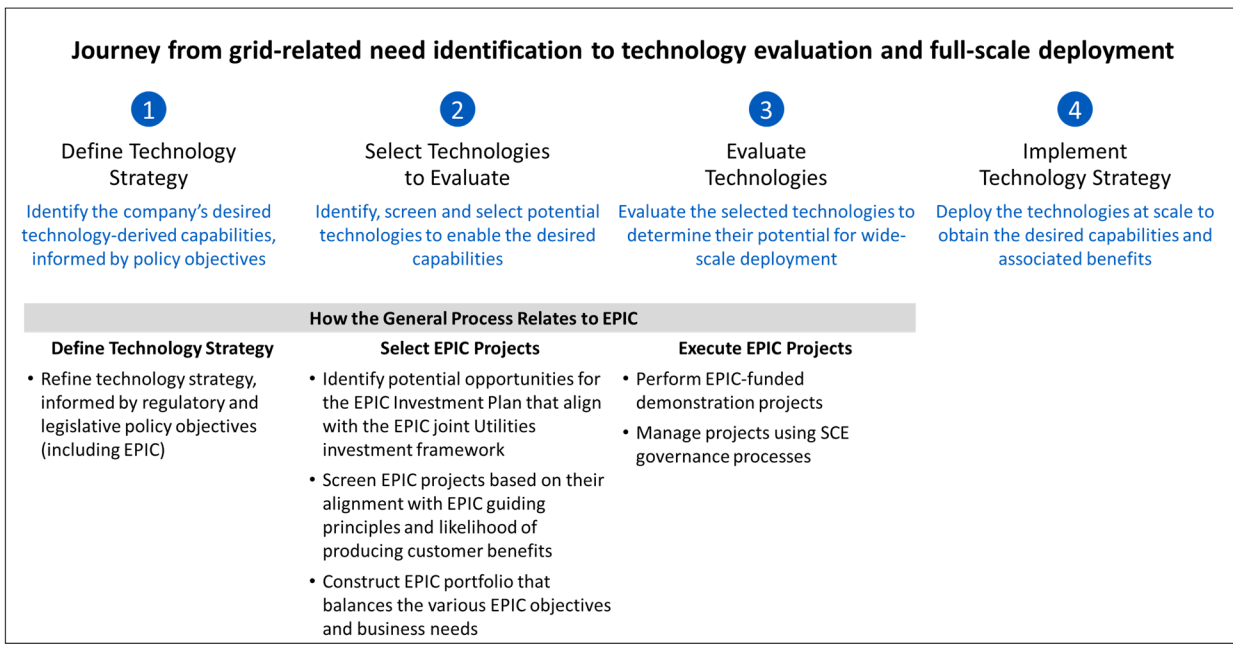 Journey from grid-related need identification to technology evaluation and full-scale deployment
1
Define Technology
Strategy
Identify the company's desired
technology-derived capabilities,
informed by policy objectives
2
Select Technologies
to Evaluate
Identify, screen and select potential
technologies to enable the desired
capabilities
3
Evaluate
Technologies
Evaluate the selected technologies to
determine their potential for wide-
scale deployment
4
Implement
Technology Strategy
Deploy the technologies at scale to
obtain the desired capabilities and
associated benefits
How the General Process Relates to EPIC
Define Technology Strategy
• Refine technology strategy,
informed by regulatory and
legislative policy objectives
(including EPIC)
Select EPIC Projects
• Identify potential opportunities for
the EPIC Investment Plan that align
with the EPIC joint Utilities
investment framework
• Screen EPIC projects based on their
alignment with EPIC guiding
principles and likelihood of
producing customer benefits
• Construct EPIC portfolio that
balances the various EPIC objectives
and business needs
Execute EPIC Projects
• Perform EPIC-funded
demonstration projects
• Manage projects using SCE
governance processes